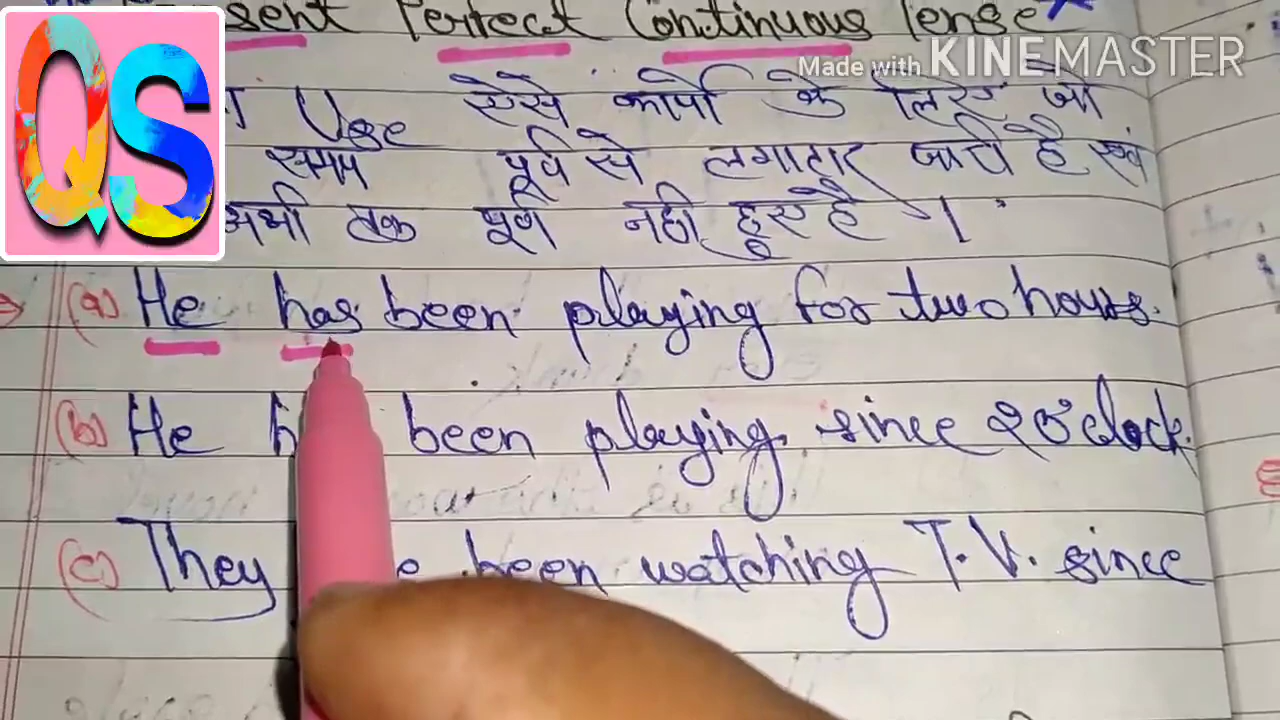 Present Perfect Continuous Tense
Made with KINEMASTER
QS
Use ऐसे कार्यो के लिए जो
समय पूर्व से लगातार जारी है एवं
अभी तक पूर्ण नही हुए है।
(a) He has been playing for two hours.
(b) He been playing since 2 o'clock.
(c) They been watching T.V. since